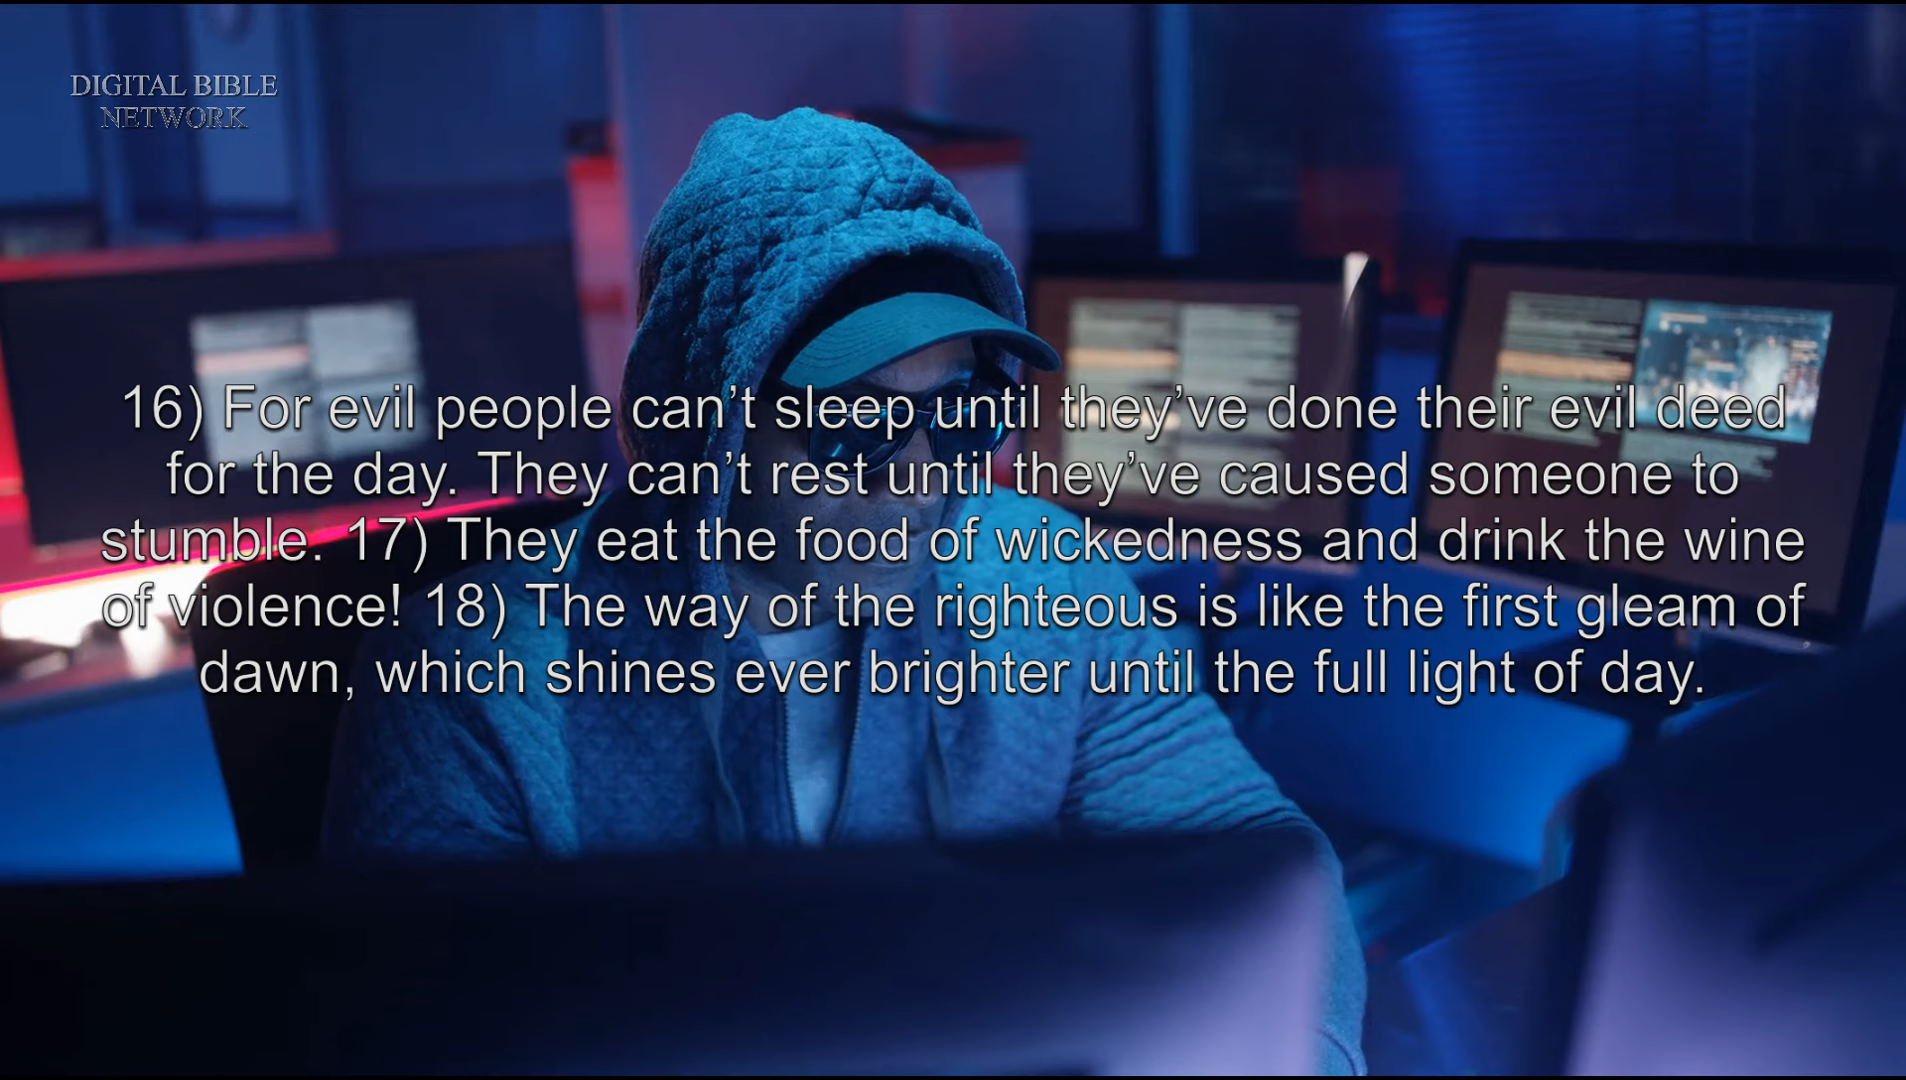 DIGITAL BIBLE
NETWORK
16) For evil people can’t sleep until they’ve done their evil deed
for the day. They can’t rest until they’ve caused someone to
stumble. 17) They eat the food of wickedness and drink the wine
of violence! 18) The way of the righteous is like the first gleam of
dawn, which shines ever brighter until the full light of day.